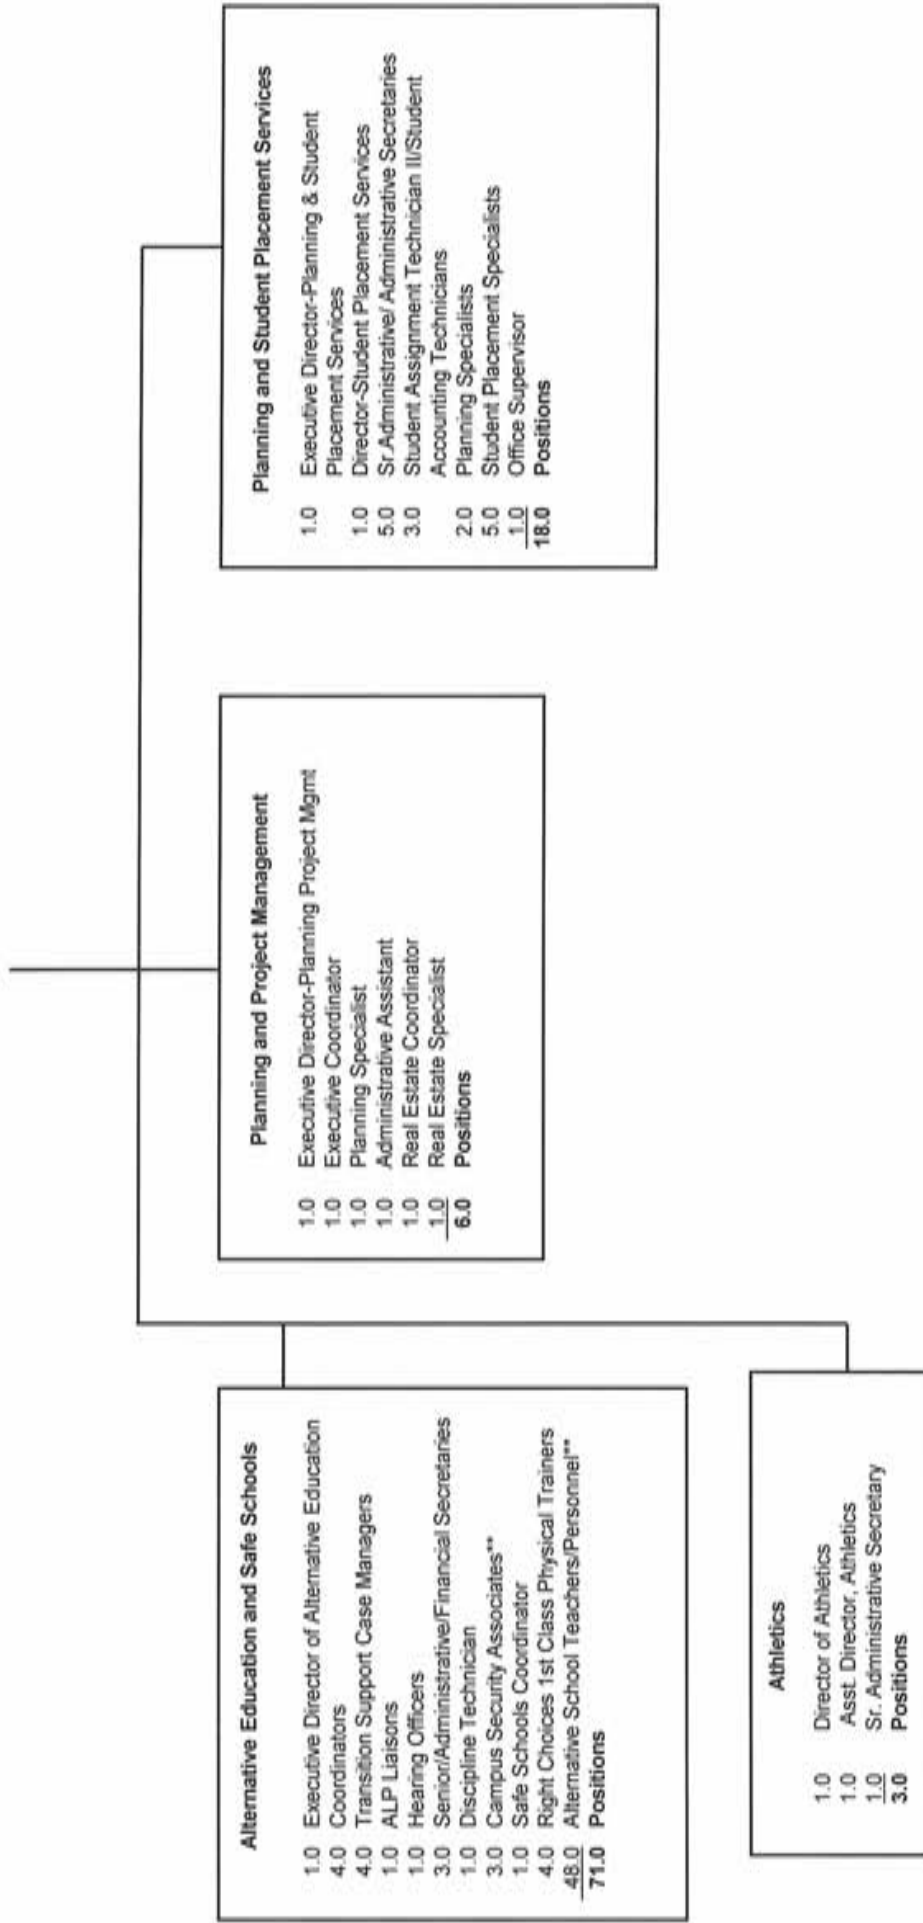 Alternative Education and Safe Schools
1.0 Executive Director of Alternative Education
4.0 Coordinators
4.0 Transition Support Case Managers
1.0 ALP Liaisons
1.0 Hearing Officers
3.0 Senior/Administrative/Financial Secretaries
1.0 Discipline Technician
3.0 Campus Security Associates**
1.0 Safe Schools Coordinator
4.0 Right Choices 1st Class Physical Trainers
48.0 Alternative School Teachers/Personnel**
71.0 Positions
Athletics
1.0 Director of Athletics
1.0 Asst. Director, Athletics
1.0 Sr. Administrative Secretary
3.0 Positions
Planning and Project Management
1.0 Executive Director-Planning Project Mgmt
1.0 Executive Coordinator
1.0 Planning Specialist
1.0 Administrative Assistant
1.0 Real Estate Coordinator
1.0 Real Estate Specialist
6.0 Positions
Planning and Student Placement Services
1.0 Executive Director-Planning & Student
Placement Services
1.0 Director-Student Placement Services
5.0 Sr.Administrative/ Administrative Secretaries
3.0 Student Assignment Technician II/Student
Accounting Technicians
2.0 Planning Specialists
5.0 Student Placement Specialists
1.0 Office Supervisor
18.0 Positions